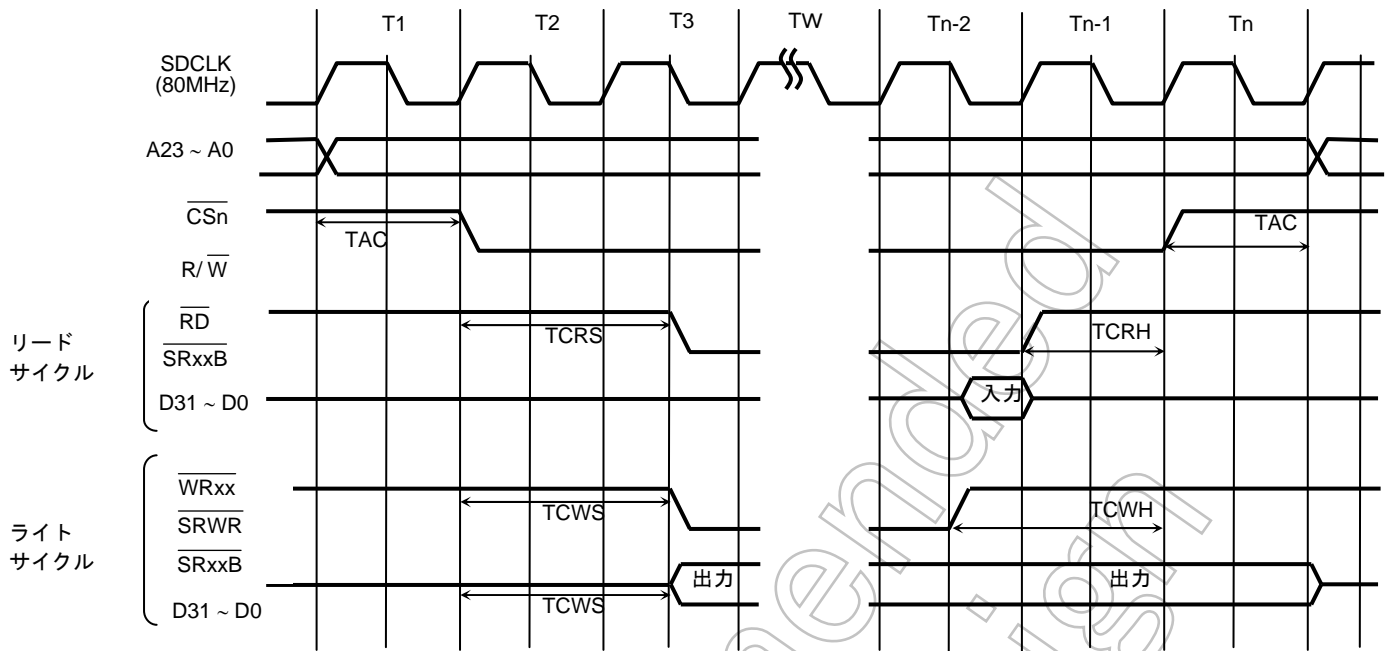 T1 T2 T3 TW Tn-2 Tn-1 Tn
SDCLK
(80MHz)
A23 ~ A0
CSn
TAC TAC
R/W
リード
サイクル
RD
TCRS TCRH
SRxxB
D31 ~ D0
入力
ライト
サイクル
WRxx
TCWS TCWH
SRWR
SRxxB
出力 出力
TCWS
D31 ~ D0